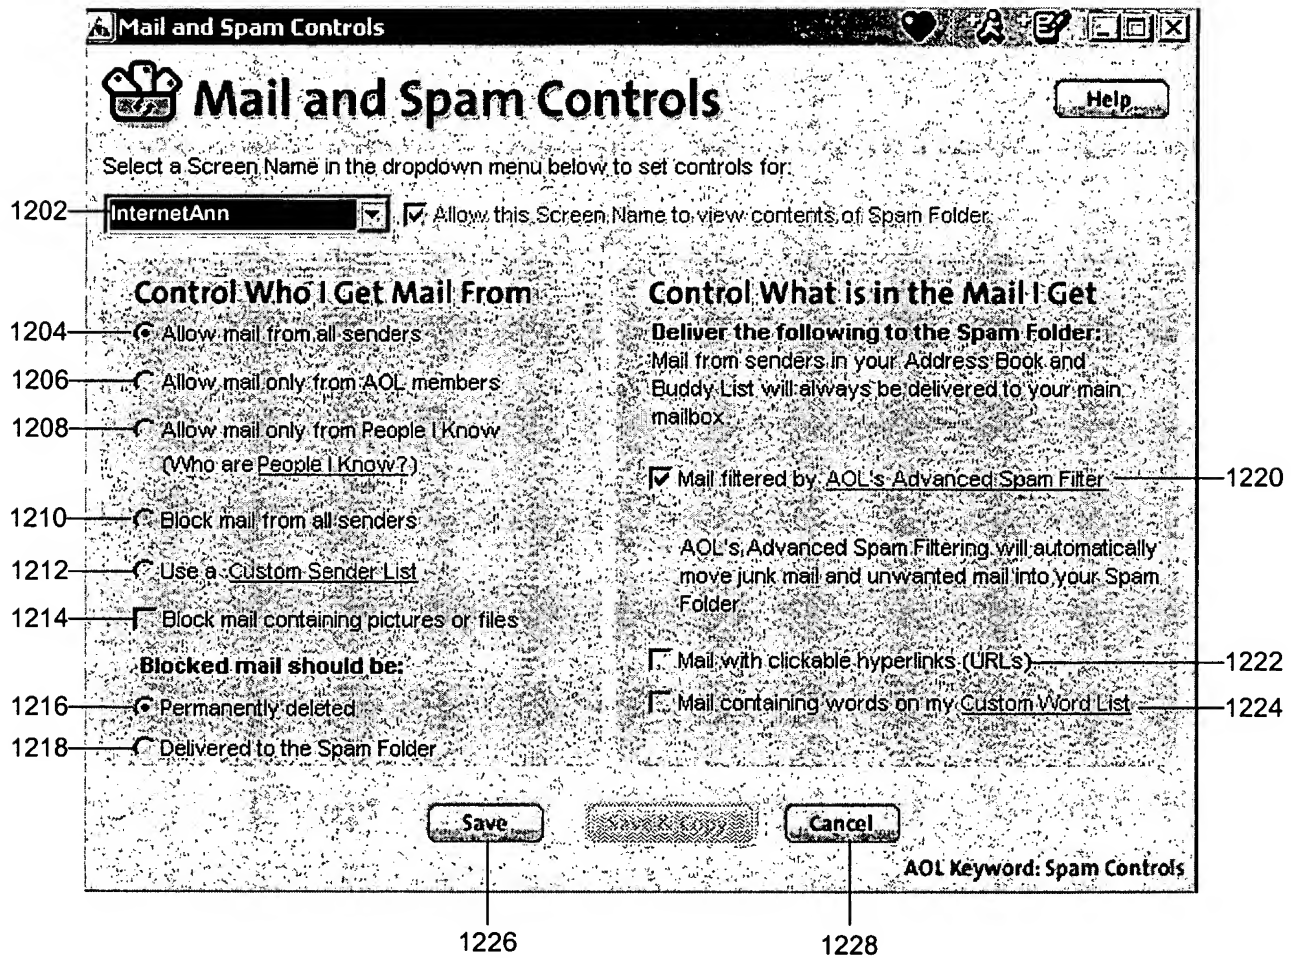 Mail and Spam Controls
Mail and Spam Controls
Help
Select a Screen Name in the dropdown menu below to set controls for:
1202
InternetAnn
Allow this Screen Name to view contents of Spam Folder.
Control Who I Get Mail From
1204
Allow mail from all senders
1206
Allow mail only from AOL members
1208
Allow mail only from People I Know
(Who are People I Know?)
1210
Block mail from all senders
1212
Use a Custom Sender List
1214
Block mail containing pictures or files
Blocked mail should be:
1216
Permanently deleted
1218
Delivered to the Spam Folder
Control What is in the Mail I Get
Deliver the following to the Spam Folder:
Mail from senders in your Address Book and
Buddy List will always be delivered to your main
mailbox.
Mail filtered by AOL's Advanced Spam Filter
1220
AOL's Advanced Spam Filtering will automatically
move junk mail and unwanted mail into your Spam
Folder.
Mail with clickable hyperlinks (URLs)
1222
Mail containing words on my Custom Word List
1224
Save
Save & Copy
Cancel
AOL Keyword: Spam Controls
1226
1228